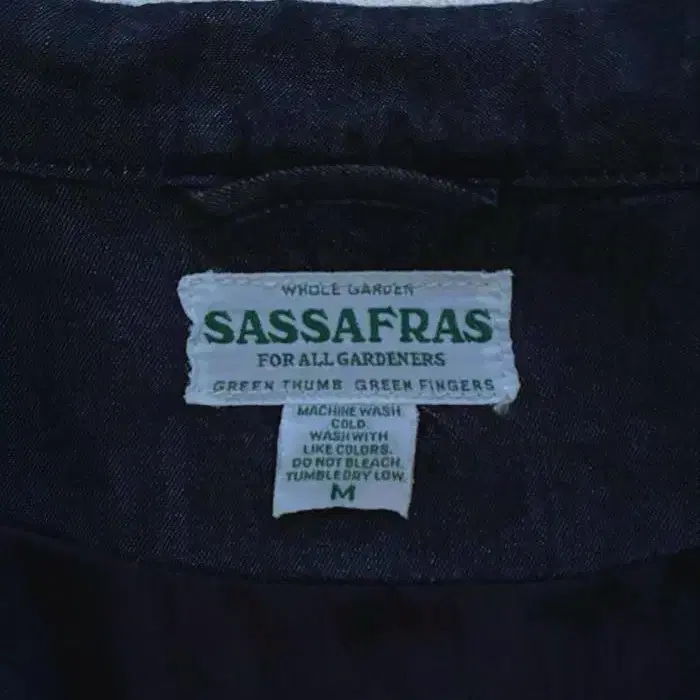 WHOLE GARDEN
SASSAFRAS
FOR ALL GARDENERS
GREEN THUMB GREEN FINGERS
MACHINE WASH
COLD.
WASH WITH
LIKE COLORS.
DO NOT BLEACH.
TUMBLE DRY LOW.
M